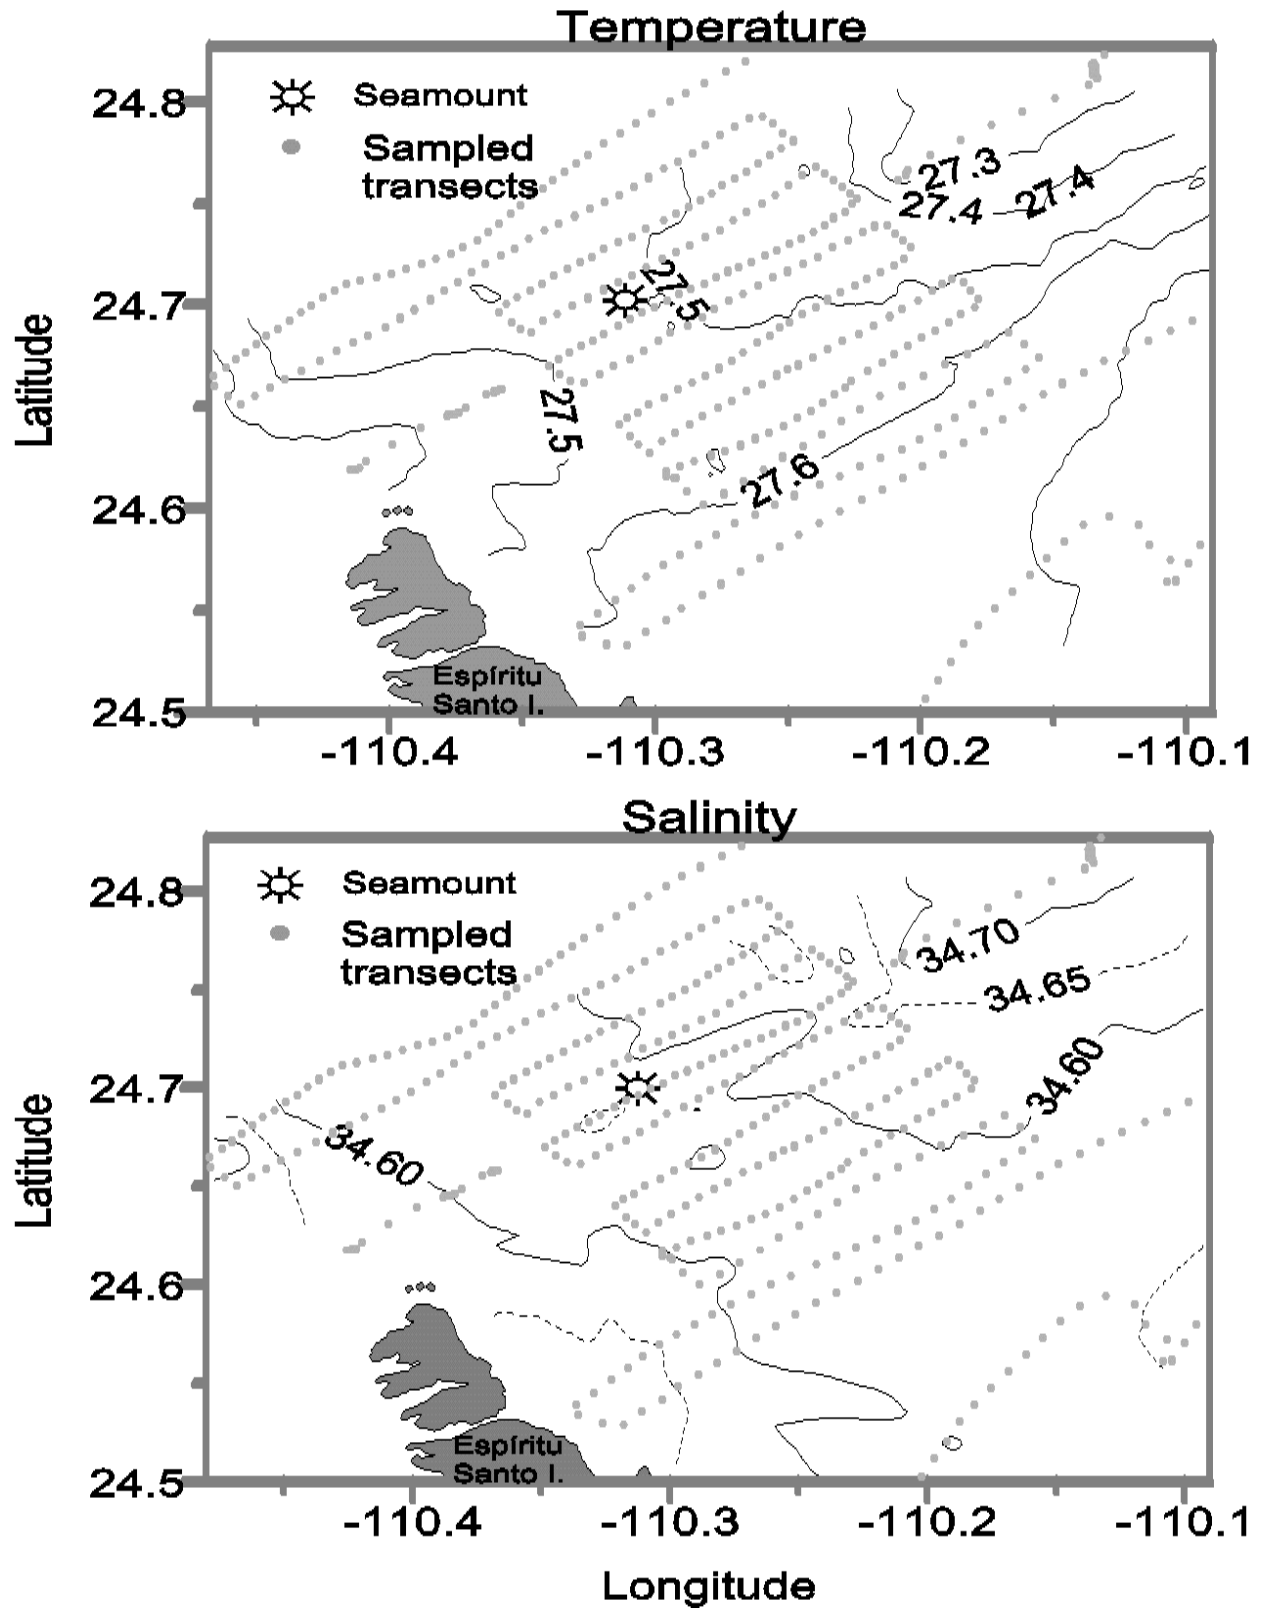 Temperature
Seamount
Sampled
transects
24.8
24.7
24.6
24.5
Latitude
27.3
27.4
27.4
27.5
27.5
27.6
Espíritu
Santo I.
-110.4
-110.3
-110.2
-110.1
Salinity
Seamount
Sampled
transects
24.8
24.7
24.6
24.5
Latitude
34.70
34.65
34.60
34.60
Espíritu
Santo I.
-110.4
-110.3
-110.2
-110.1
Longitude